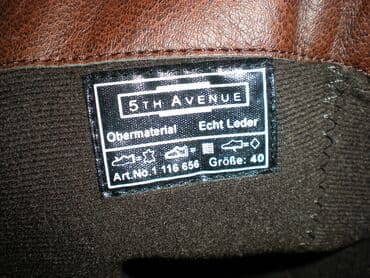 5TH AVENUE
Obermaterial Echt Leder
Art.No.1 116 656 Größe: 40